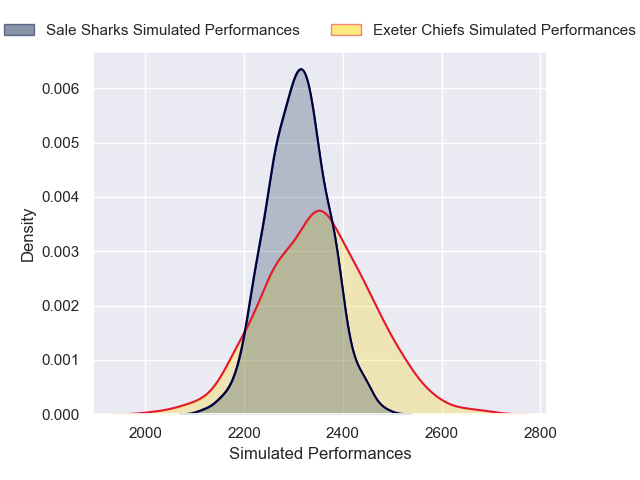 Sale Sharks Simulated Performances
Exeter Chiefs Simulated Performances
0.006
0.005
0.004
0.003
0.002
0.001
0.000
Density
2000 2200 2400 2600 2800
Simulated Performances